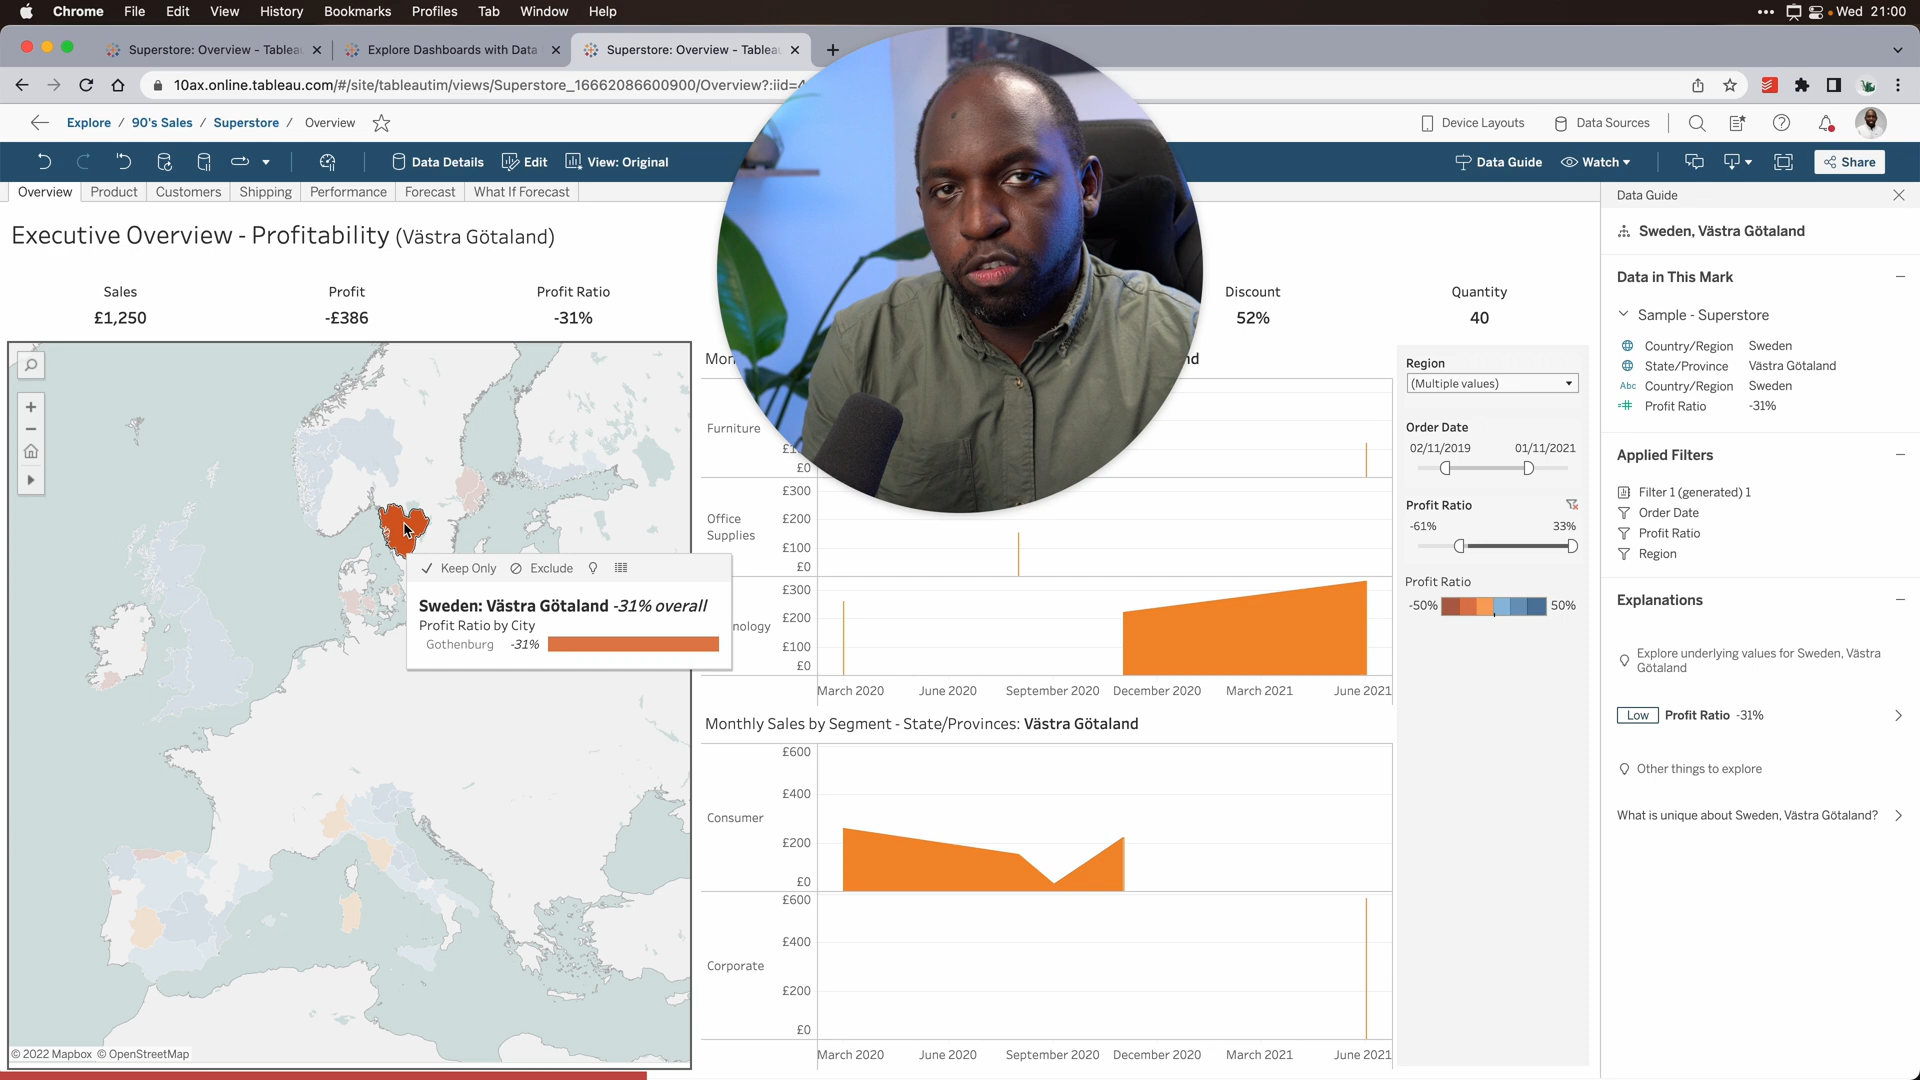 Chrome File Edit View History Bookmarks Profiles Tab Window Help
Wed 21:00
Superstore: Overview - Tablea
Explore Dashboards with Data
Superstore: Overview - Tablea
10ax.online.tableau.com/#/site/tableautim/views/Superstore_16662086600900/Overview?:iid=
Explore / 90's Sales / Superstore / Overview
Device Layouts
Data Sources
Data Details
Edit
View: Original
Data Guide
Watch
Share
Overview Product Customers Shipping Performance Forecast What If Forecast
Executive Overview - Profitability (Västra Götaland)
Sales
£1,250
Profit
-£386
Profit Ratio
-31%
Discount
52%
Quantity
40
Keep Only
Exclude
Sweden: Västra Götaland -31% overall
Profit Ratio by City
Gothenburg -31%
© 2022 Mapbox © OpenStreetMap
Furniture
£0
Office
Supplies
£300
£200
£100
£0
£300
£200
£100
£0
March 2020 June 2020 September 2020 December 2020 March 2021 June 2021
Monthly Sales by Segment - State/Provinces: Västra Götaland
Consumer
£600
£400
£200
£0
Corporate
£600
£400
£200
£0
March 2020 June 2020 September 2020 December 2020 March 2021 June 2021
Region
(Multiple values)
Order Date
02/11/2019 01/11/2021
Profit Ratio
-61% 33%
Profit Ratio
-50% 50%
Data Guide
Sweden, Västra Götaland
Data in This Mark
Sample - Superstore
Country/Region Sweden
State/Province Västra Götaland
Abc Country/Region Sweden
Profit Ratio -31%
Applied Filters
Filter 1 (generated) 1
Order Date
Profit Ratio
Region
Explanations
Explore underlying values for Sweden, Västra
Götaland
Low Profit Ratio -31%
Other things to explore
What is unique about Sweden, Västra Götaland?